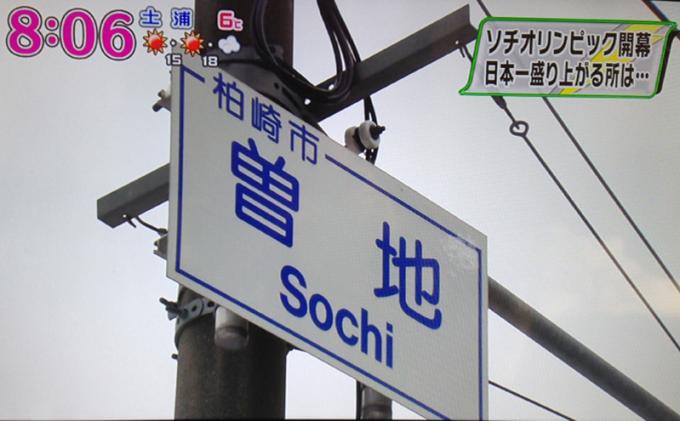 8:06
土浦 6℃
15 18
ソチオリンピック開幕
日本一盛り上がる所は…
柏崎市
曽地
Sochi